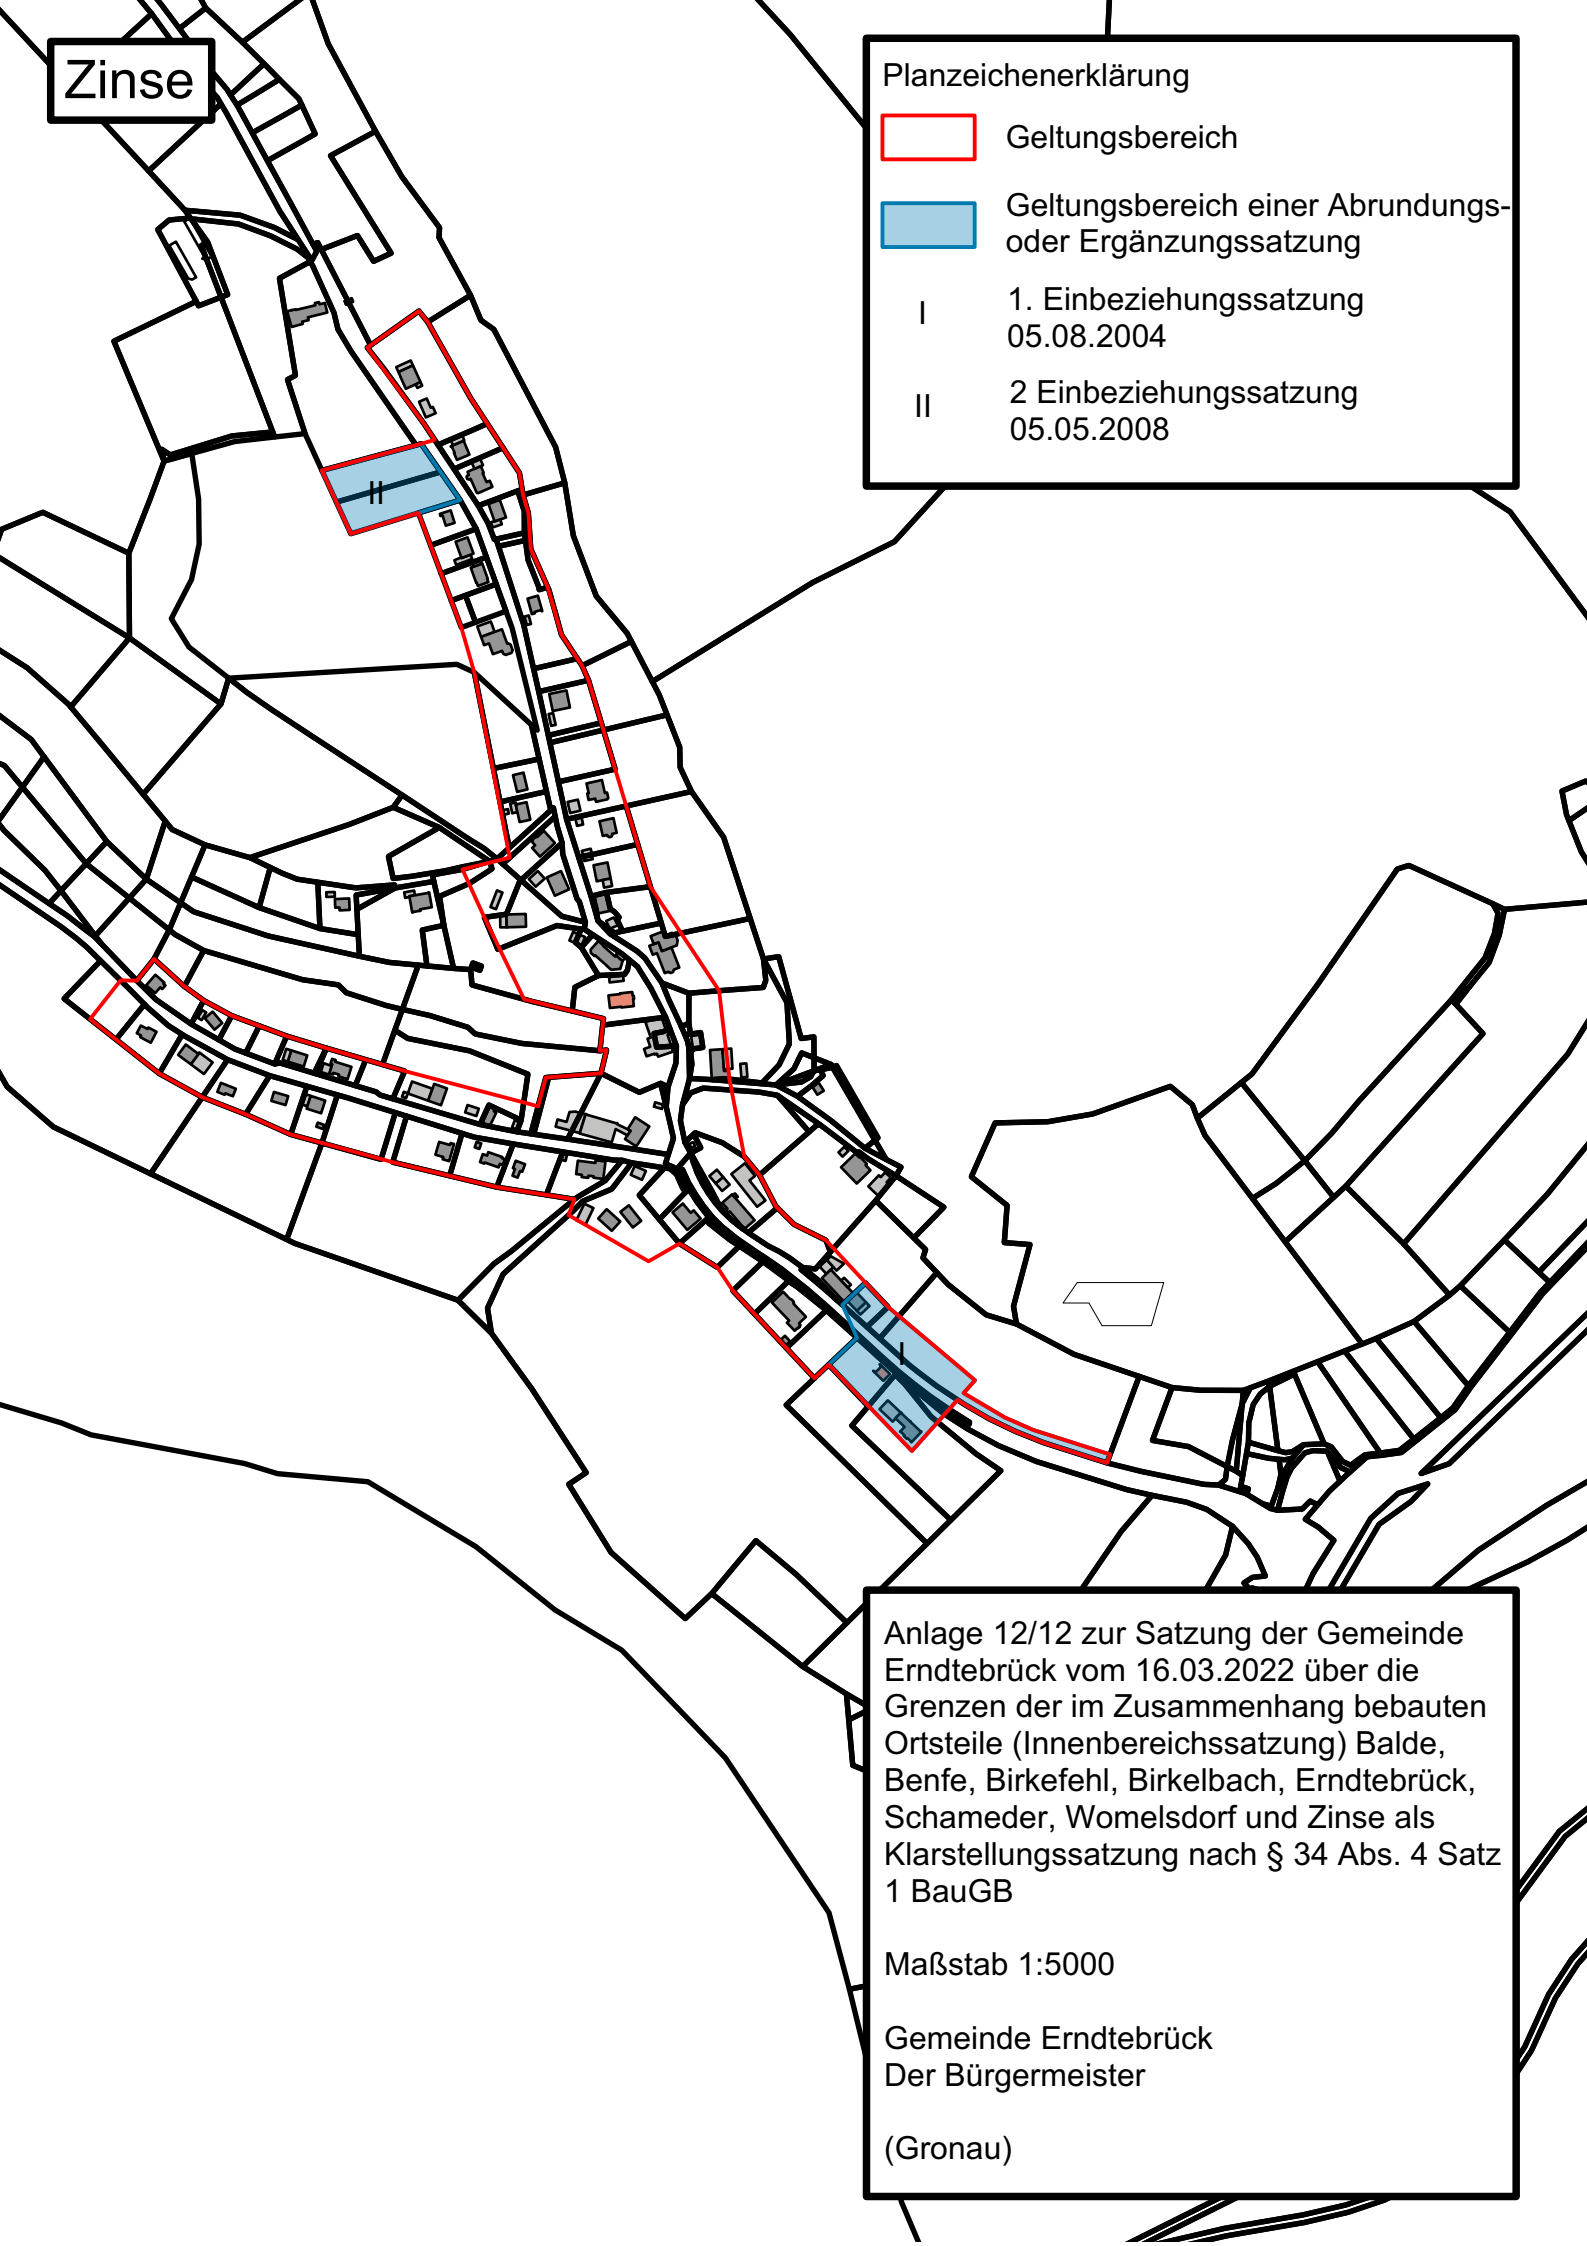 Zinse
Planzeichenerklärung
Geltungsbereich
Geltungsbereich einer Abrundungs-
oder Ergänzungssatzung
I 1. Einbeziehungssatzung
05.08.2004
II 2 Einbeziehungssatzung
05.05.2008
II
I
Anlage 12/12 zur Satzung der Gemeinde
Erndtebrück vom 16.03.2022 über die
Grenzen der im Zusammenhang bebauten
Ortsteile (Innenbereichssatzung) Balde,
Benfe, Birkefehl, Birkelbach, Erndtebrück,
Schameder, Womelsdorf und Zinse als
Klarstellungssatzung nach § 34 Abs. 4 Satz
1 BauGB
Maßstab 1:5000
Gemeinde Erndtebrück
Der Bürgermeister
(Gronau)